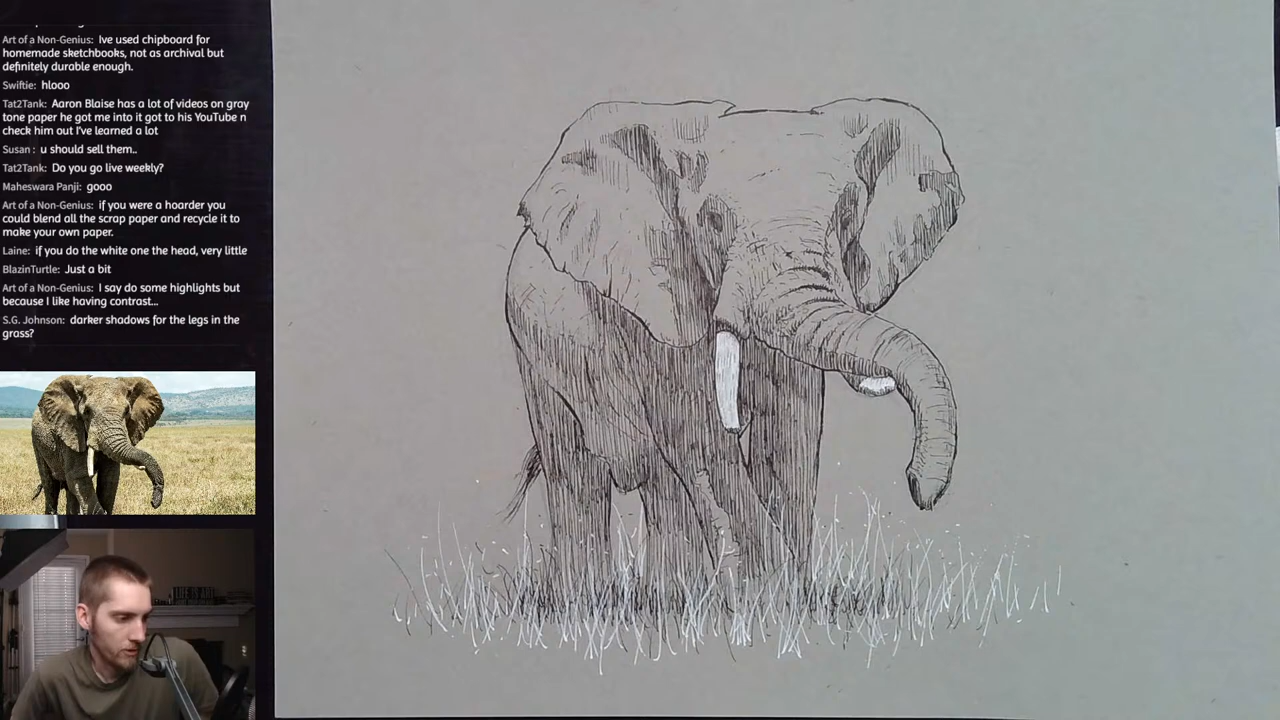 Art of a Non-Genius: Ive used chipboard for
homemade sketchbooks, not as archival but
definitely durable enough.
Swiftie: hlooo
Tat2Tank: Aaron Blaise has a lot of videos on gray
tone paper he got me into it got to his YouTube n
check him out I've learned a lot
Susan : u should sell them..
Tat2Tank: Do you go live weekly?
Maheswara Panji: gooo
Art of a Non-Genius: if you were a hoarder you
could blend all the scrap paper and recycle it to
make your own paper.
Laine: if you do the white one the head, very little
BlazinTurtle: Just a bit
Art of a Non-Genius: I say do some highlights but
because I like having contrast...
S.G. Johnson: darker shadows for the legs in the
grass?
LIFE IS ART